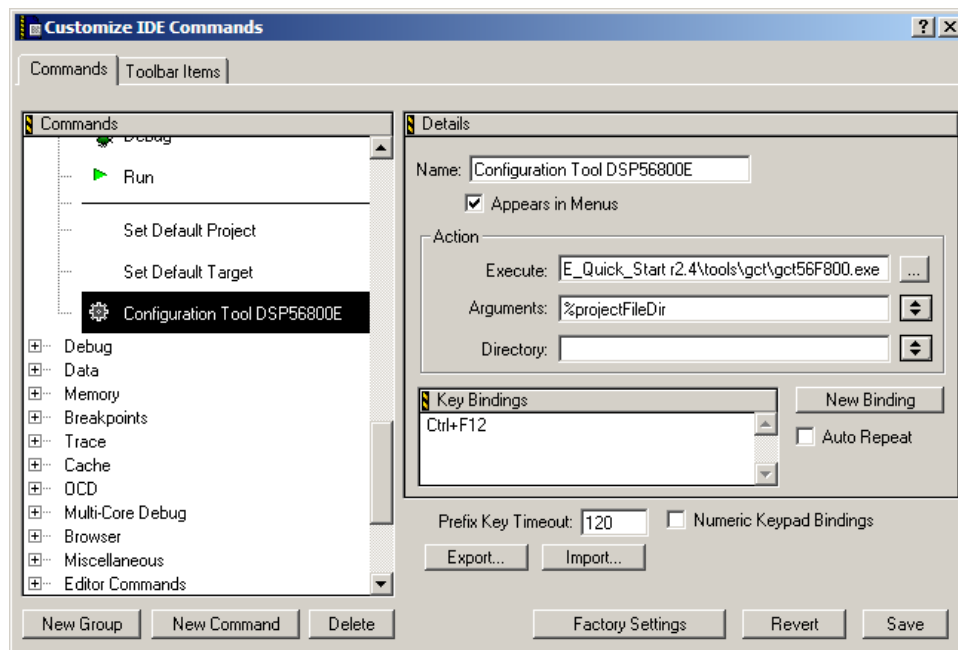 Customize IDE Commands
Commands
Toolbar Items
Commands
Debug
Run
Set Default Project
Set Default Target
Configuration Tool DSP56800E
Debug
Data
Memory
Breakpoints
Trace
Cache
OCD
Multi-Core Debug
Browser
Miscellaneous
Editor Commands
Details
Name: Configuration Tool DSP56800E
Appears in Menus
Action
Execute: E_Quick_Start r2.4\tools\gct\gct56F800.exe ...
Arguments: %projectFileDir
Directory:
Key Bindings
Ctrl+F12
New Binding
Auto Repeat
Prefix Key Timeout: 120 Numeric Keypad Bindings
Export... Import...
New Group New Command Delete Factory Settings Revert Save